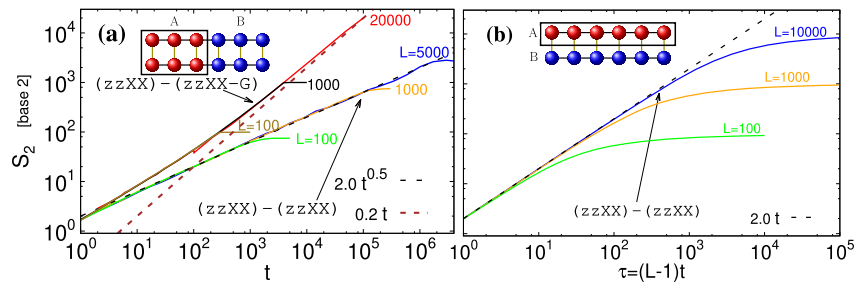 (a)
A B
20000
L=5000
(zzXX)-(zzXX-G)
1000
1000
L=100
L=100
2.0 t^0.5
(zzXX)-(zzXX)
0.2 t
S_2 [base 2]
10^4
10^3
10^2
10^1
10^0
10^0 10^1 10^2 10^3 10^4 10^5 10^6
t
(b)
A
B
L=10000
L=1000
L=100
(zzXX)-(zzXX)
2.0 t
10^0 10^1 10^2 10^3 10^4 10^5
τ=(L-1)t